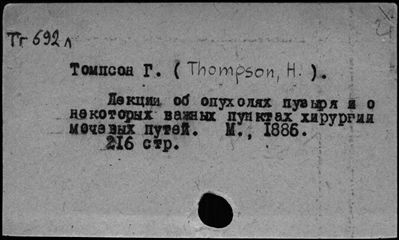 Тг 692 л
Томпсон Г. (Thompson, H.).
Лекции об опухолях пузыря и о
некоторых важных пунктах хирургии
мочевых путей. М., 1886.
216 стр.